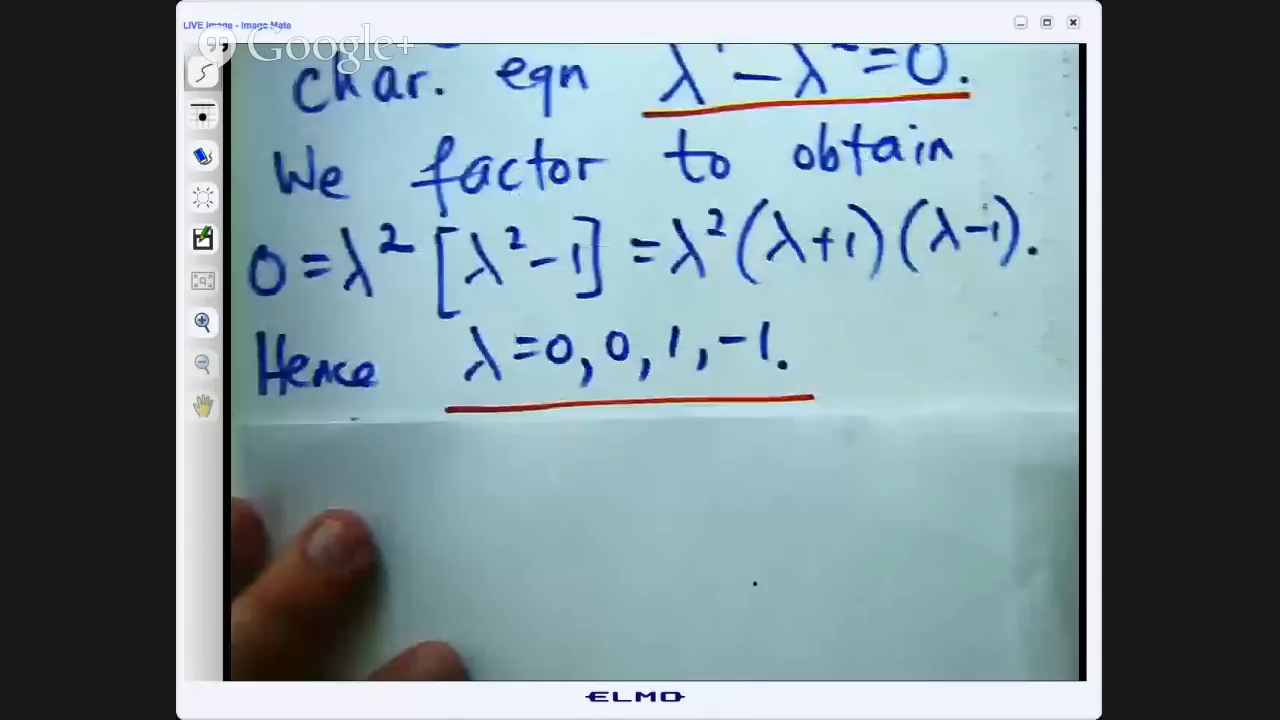 LIVE Image - Image Mate
Google+
char. eqn λ⁴ − λ² = 0.
We factor to obtain
0 = λ² [λ² − 1] = λ² (λ + 1) (λ − 1).
Hence λ = 0, 0, 1, −1.
ELMO